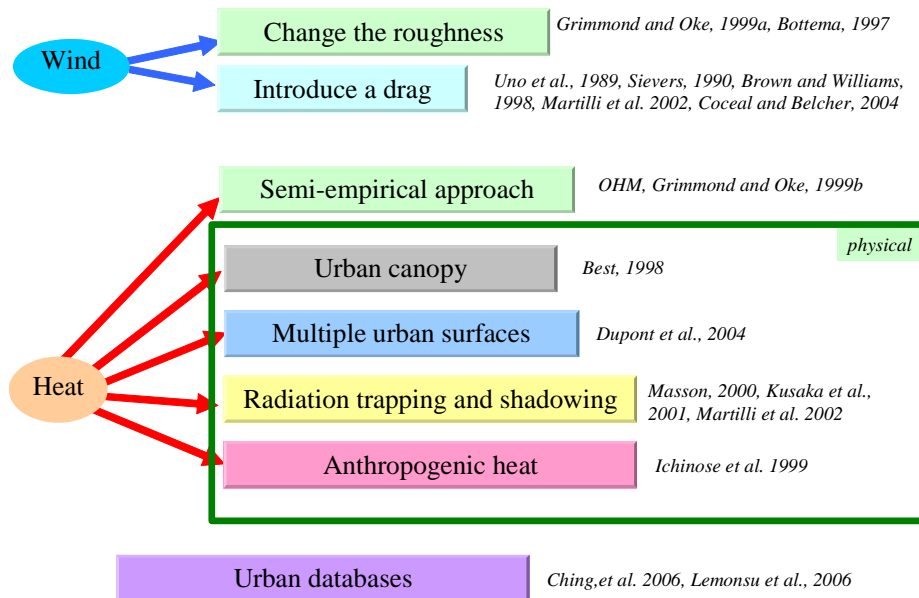 Wind
Change the roughness
Grimmond and Oke, 1999a, Bottema, 1997
Introduce a drag
Uno et al., 1989, Sievers, 1990, Brown and Williams,
1998, Martilli et al. 2002, Coceal and Belcher, 2004
Semi-empirical approach
OHM, Grimmond and Oke, 1999b
physical
Urban canopy
Best, 1998
Multiple urban surfaces
Dupont et al., 2004
Heat
Radiation trapping and shadowing
Masson, 2000, Kusaka et al.,
2001, Martilli et al. 2002
Anthropogenic heat
Ichinose et al. 1999
Urban databases
Ching,et al. 2006, Lemonsu et al., 2006